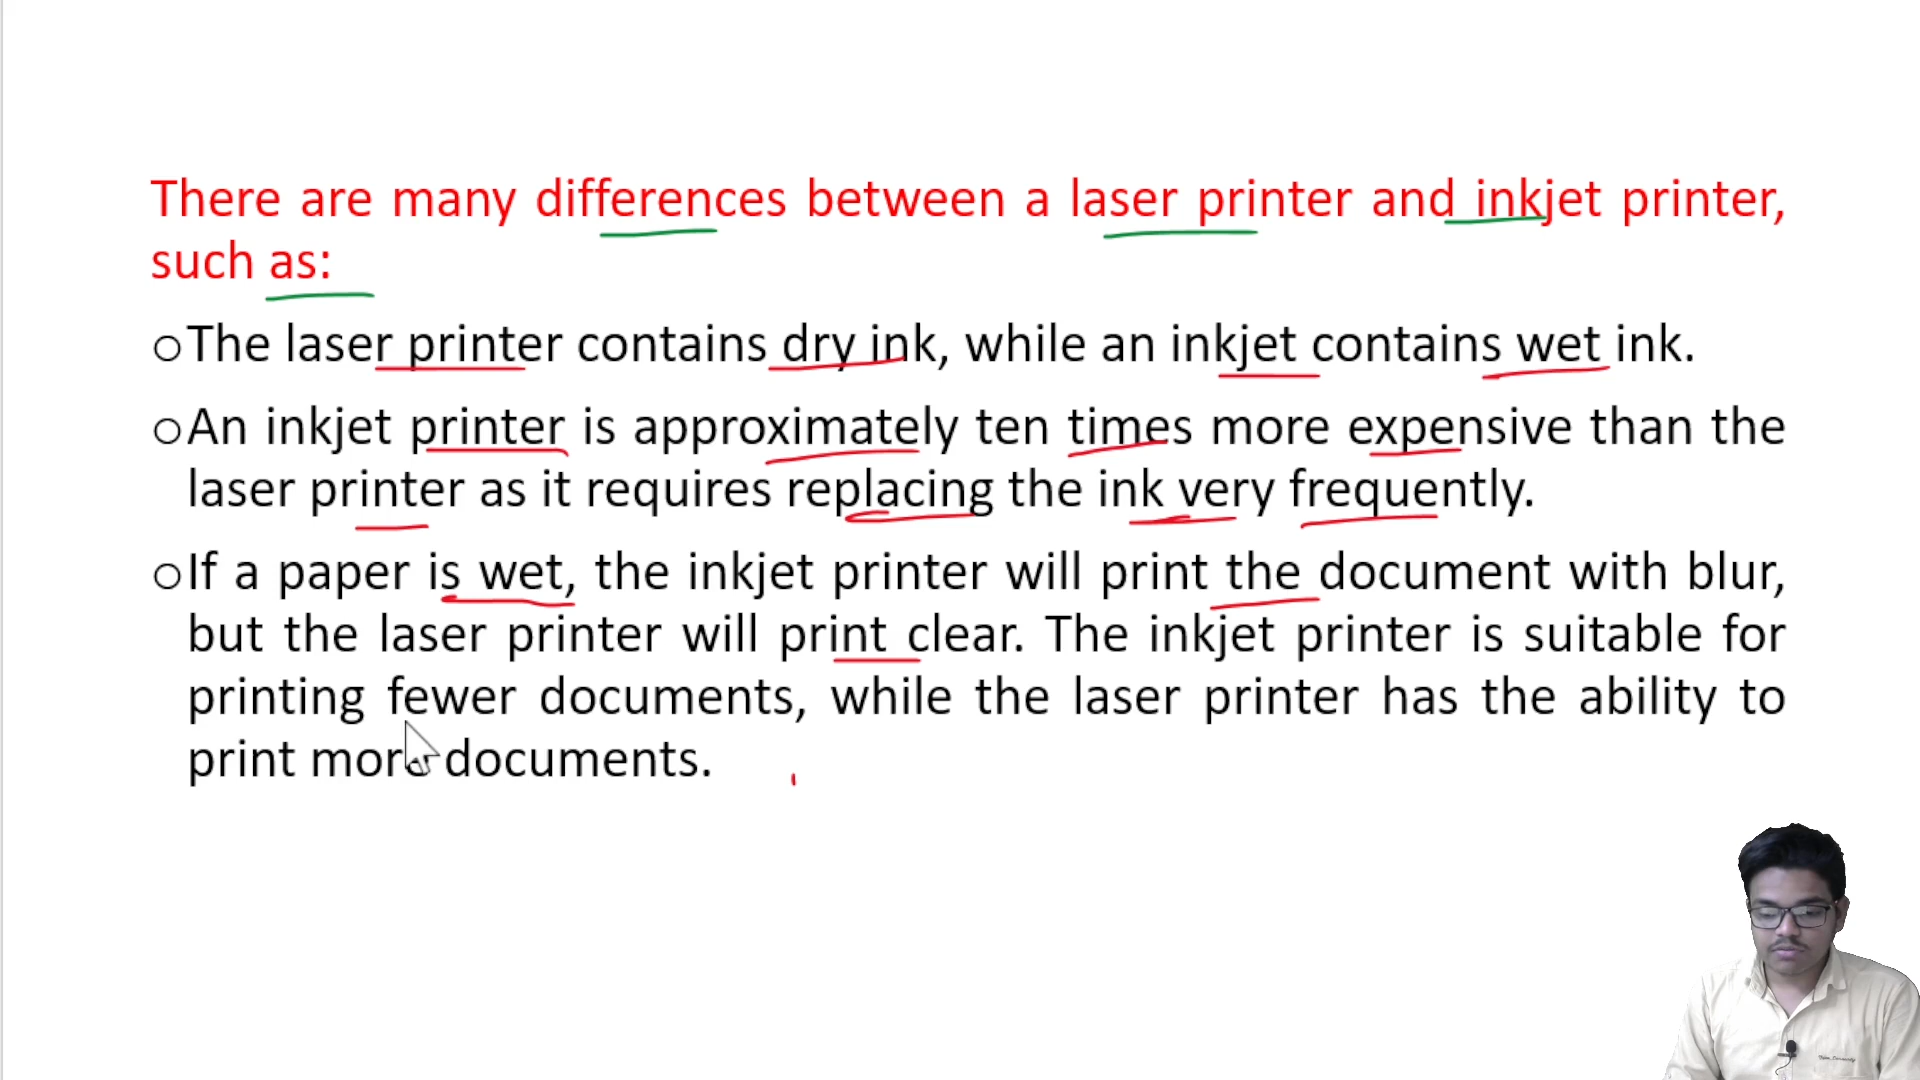 There are many differences between a laser printer and inkjet printer,
such as:
oThe laser printer contains dry ink, while an inkjet contains wet ink.
oAn inkjet printer is approximately ten times more expensive than the
laser printer as it requires replacing the ink very frequently.
oIf a paper is wet, the inkjet printer will print the document with blur,
but the laser printer will print clear. The inkjet printer is suitable for
printing fewer documents, while the laser printer has the ability to
print more documents.